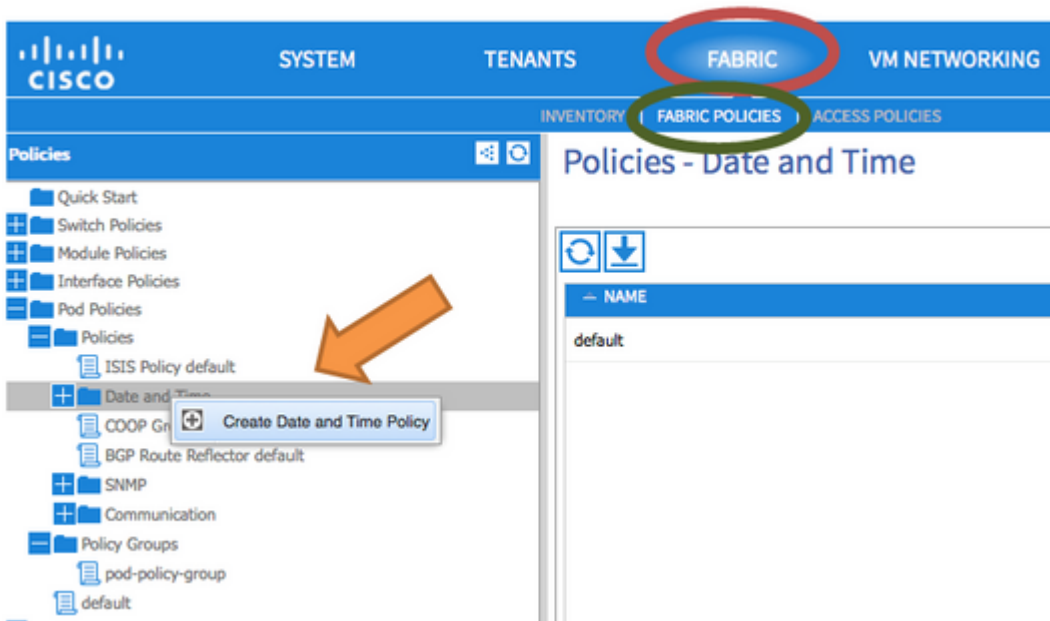 CISCO
SYSTEM TENANTS FABRIC VM NETWORKING
INVENTORY | FABRIC POLICIES | ACCESS POLICIES
Policies
Policies - Date and Time
Quick Start
Switch Policies
Module Policies
Interface Policies
Pod Policies
Policies
ISIS Policy default
Date and Time
Create Date and Time Policy
COOP Gr
BGP Route Reflector default
SNMP
Communication
Policy Groups
pod-policy-group
default
NAME
default